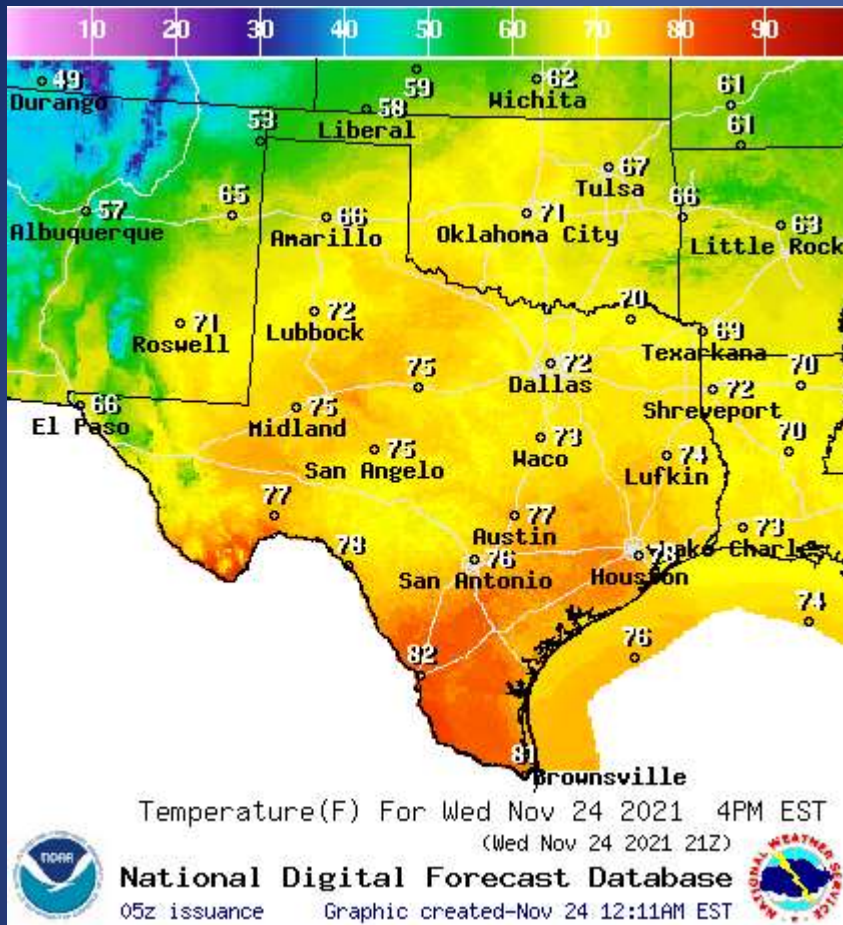 10 20 30 40 50 60 70 80 90
49 59 62 61
Durango Wichita
58
Liberal
53 61
67
Tulsa
57 65 66 71 66 63
Albuquerque Amarillo Oklahoma City Little Rock
71 72 70 69
Roswell Lubbock Texarkana
75 72 70
Dallas
66 75 72
El Paso Midland Shreveport
75 73 74 70
San Angelo Waco Lufkin
77 77 73
Austin
78 76 78 Lake Charles
San Antonio Houston
74
82 76
81
Brownsville
Temperature(F) For Wed Nov 24 2021 4PM EST
(Wed Nov 24 2021 21Z)
NOAA
National Digital Forecast Database
05z issuance Graphic created-Nov 24 12:11AM EST
NATIONAL WEATHER SERVICE